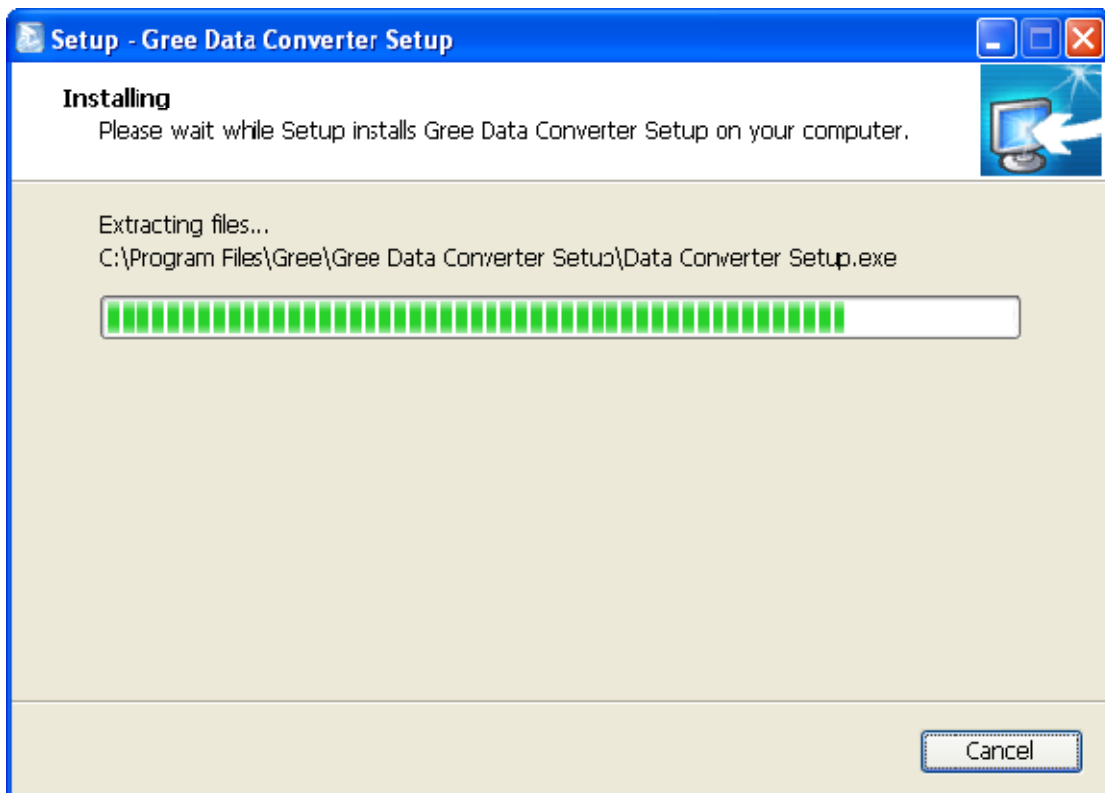 Setup - Gree Data Converter Setup
Installing
Please wait while Setup installs Gree Data Converter Setup on your computer.
Extracting files...
C:\Program Files\Gree\Gree Data Converter Setup\Data Converter Setup.exe
Cancel